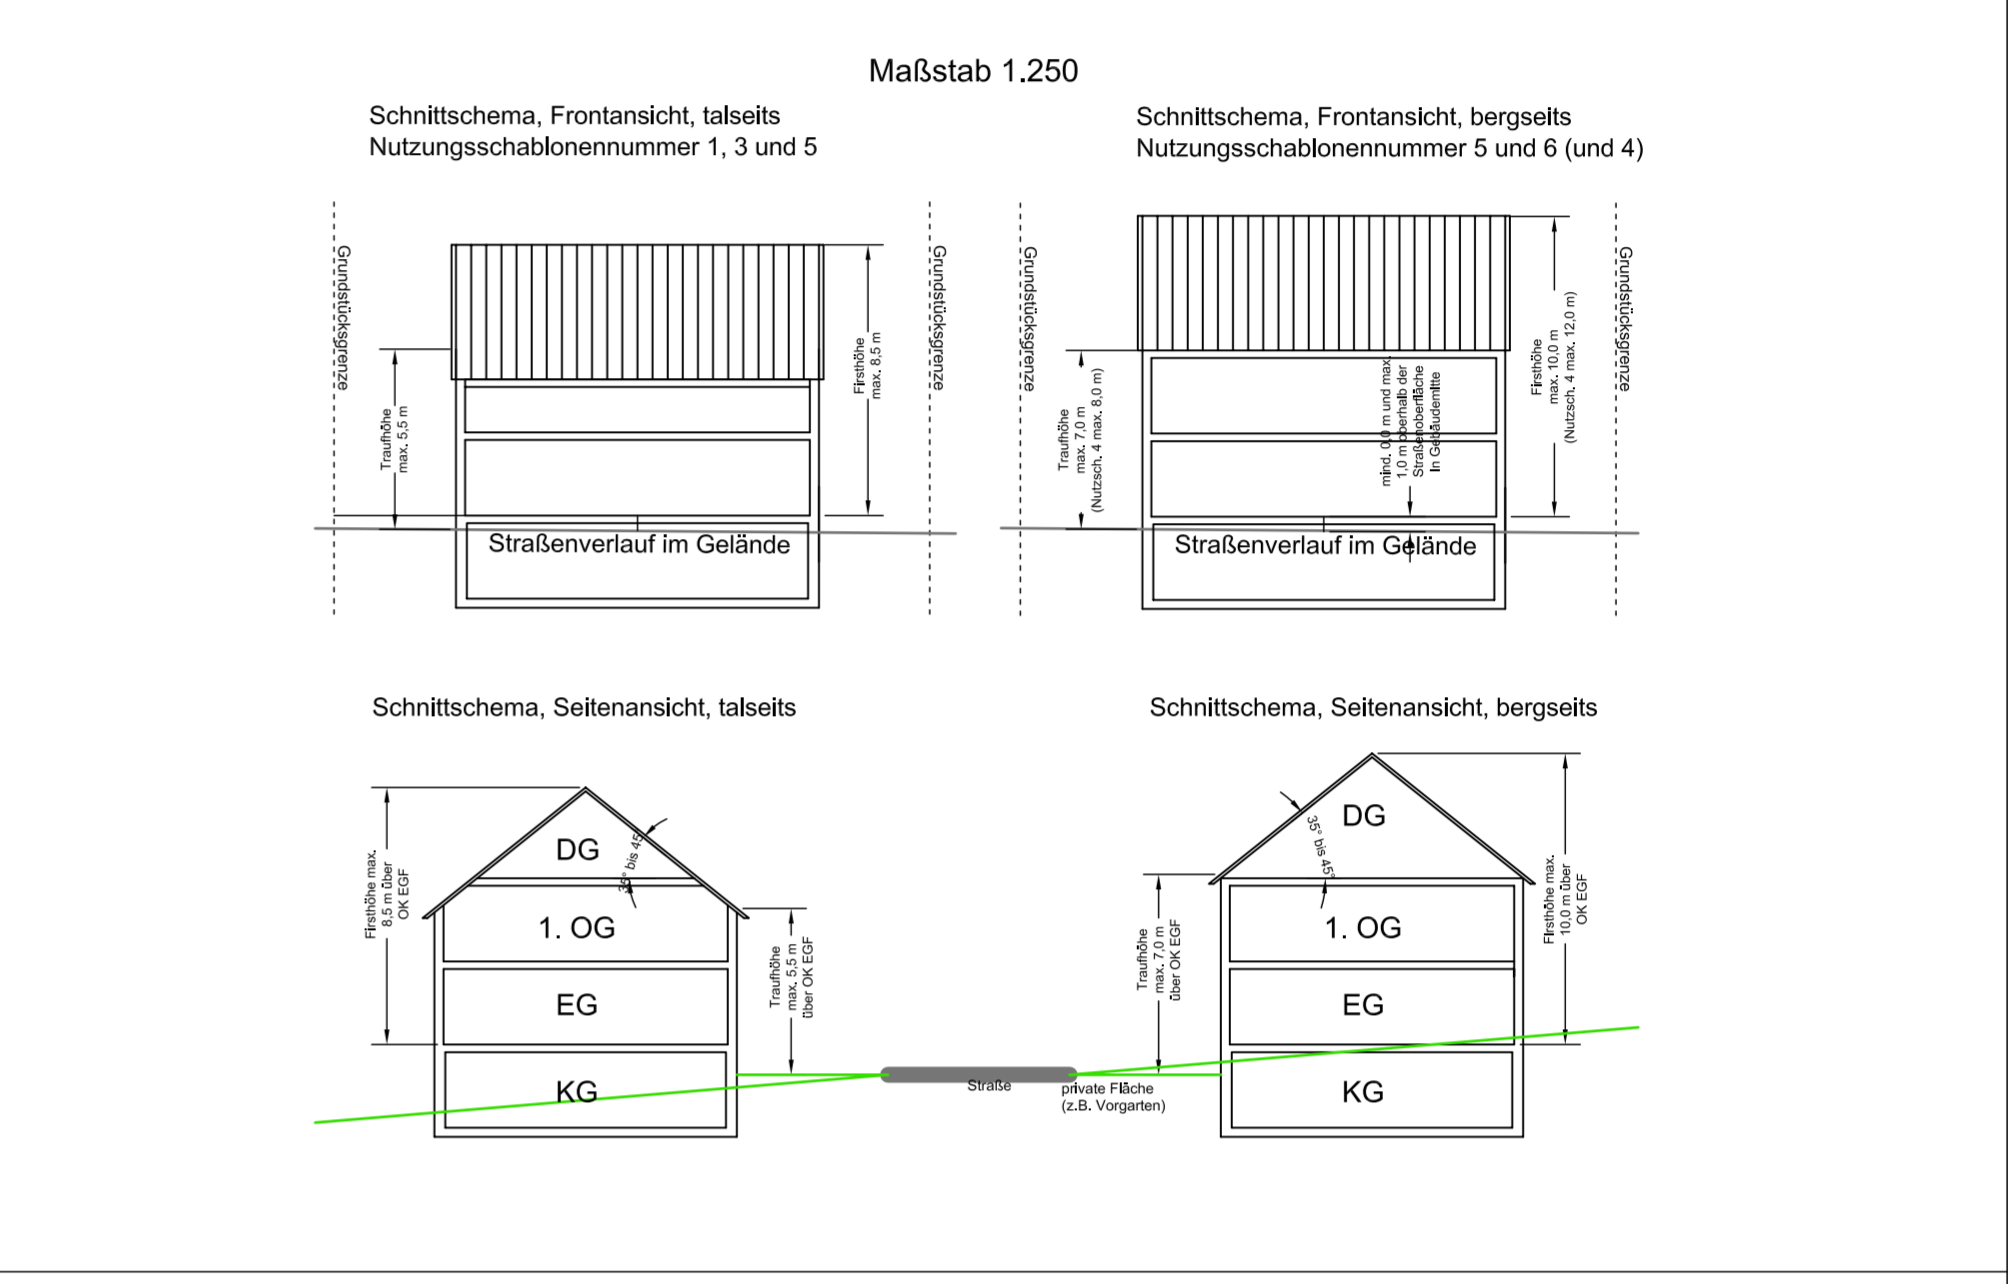 Maßstab 1.250
Schnittschema, Frontansicht, talseits
Nutzungsschablonennummer 1, 3 und 5
Schnittschema, Frontansicht, bergseits
Nutzungsschablonennummer 5 und 6 (und 4)
Grundstücksgrenze
Traufhöhe
max. 5,5 m
Firsthöhe
max. 8,5 m
Grundstücksgrenze
Straßenverlauf im Gelände
Grundstücksgrenze
Traufhöhe
max. 7,0 m
(Nutzsch. 4 max. 8,0 m)
mind. 0,0 m und max.
1,0 m oberhalb der
Straßenoberfläche
In Gebäudemitte
Firsthöhe
max. 10,0 m
(Nutzsch. 4 max. 12,0 m)
Grundstücksgrenze
Straßenverlauf im Gelände
Schnittschema, Seitenansicht, talseits
Schnittschema, Seitenansicht, bergseits
Firsthöhe max.
8,5 m über
OK EGF
DG
35° bis 45°
1. OG
EG
KG
Traufhöhe
max. 5,5 m
über OK EGF
Straße
private Fläche
(z.B. Vorgarten)
Traufhöhe
max. 7,0 m
über OK EGF
DG
35° bis 45°
1. OG
EG
KG
Firsthöhe max.
10,0 m über
OK EGF